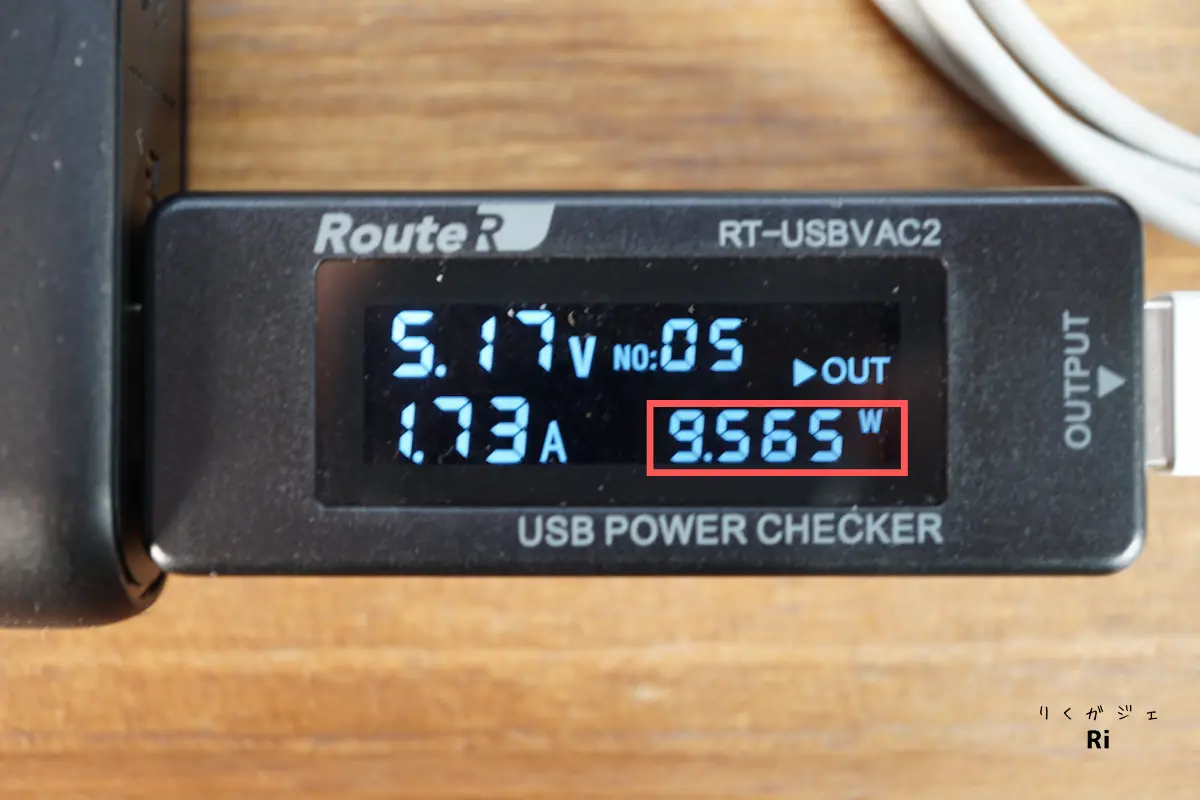 RouteR RT-USBVAC2
5.17V NO:05 ▶OUT
1.73A 9.565W
OUTPUT
USB POWER CHECKER
りくガジェ
Ri